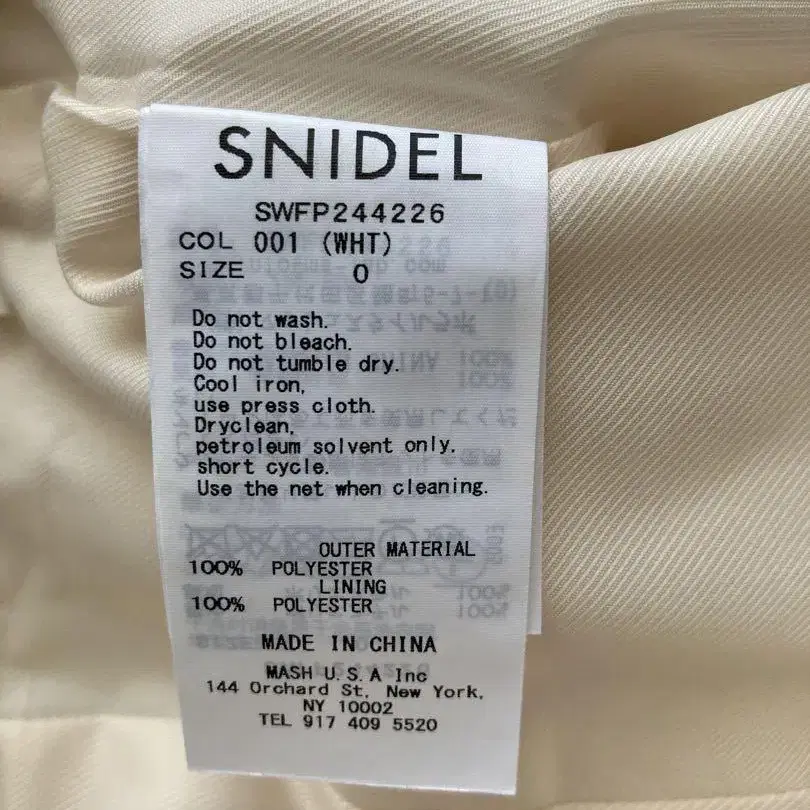 SNIDEL
SWFP244226
COL 001 (WHT)
SIZE 0
Do not wash.
Do not bleach.
Do not tumble dry.
Cool iron,
use press cloth.
Dryclean,
petroleum solvent only,
short cycle.
Use the net when cleaning.
OUTER MATERIAL
100% POLYESTER
LINING
100% POLYESTER
MADE IN CHINA
MASH U.S.A Inc
144 Orchard St, New York,
NY 10002
TEL 917 409 5520